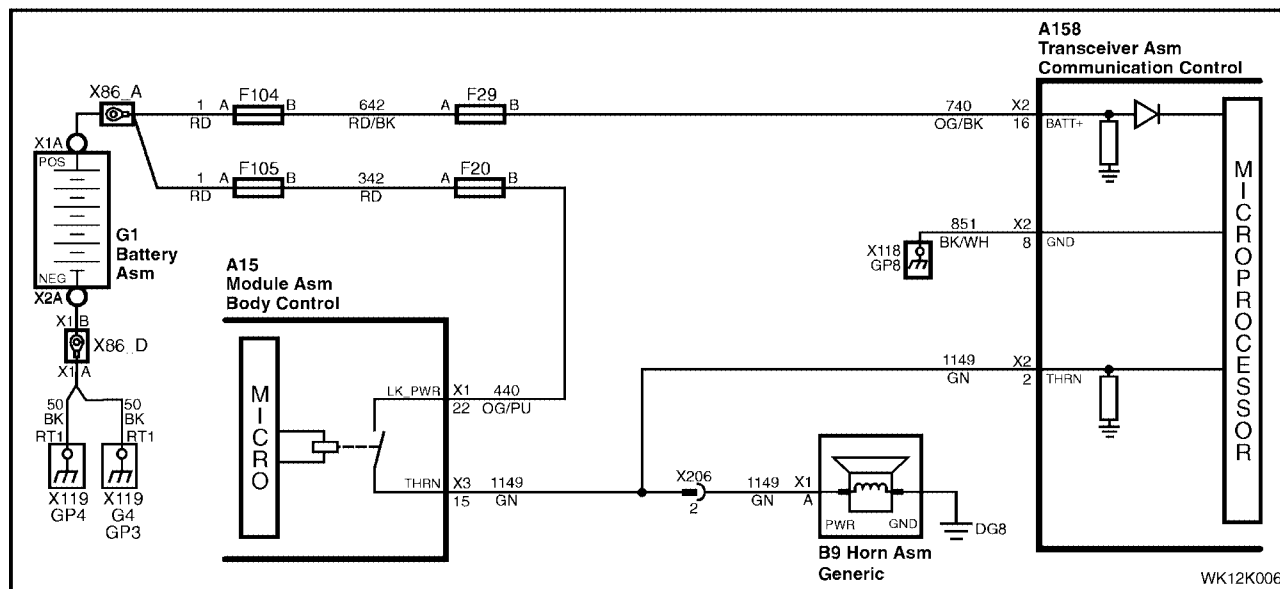 A158
Transceiver Asm
Communication Control
X86_A
1
RD
A
F104
B
642
RD/BK
A
F29
B
740
OG/BK
X2
16
BATT+
X1A
POS
1
RD
A
F105
B
342
RD
A
F20
B
G1
Battery
Asm
NEG
X2A
X1 B
X86_D
X1 A
50
BK
RT1
50
BK
RT1
X119
GP4
X119
G4
GP3
A15
Module Asm
Body Control
MICRO
LK_PWR
X1
22
440
OG/PU
THRN
X3
15
1149
GN
X118
GP8
851
BK/WH
X2
8
GND
1149
GN
X2
2
THRN
MICROPROCESSOR
X206
2
1149
GN
X1
A
PWR
GND
DG8
B9 Horn Asm
Generic
WK12K006